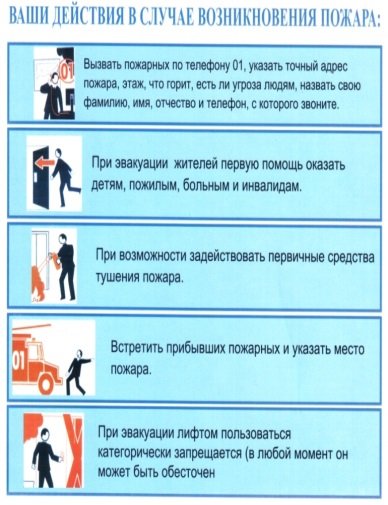 ВАШИ ДЕЙСТВИЯ В СЛУЧАЕ ВОЗНИКНОВЕНИЯ ПОЖАРА:
01
Вызвать пожарных по телефону 01, указать точный адрес
пожара, этаж, что горит, есть ли угроза людям, назвать свою
фамилию, имя, отчество и телефон, с которого звоните.
При эвакуации жителей первую помощь оказать
детям, пожилым, больным и инвалидам.
При возможности задействовать первичные средства
тушения пожара.
01
Встретить прибывших пожарных и указать место
пожара.
При эвакуации лифтом пользоваться
категорически запрещается (в любой момент он
может быть обесточен